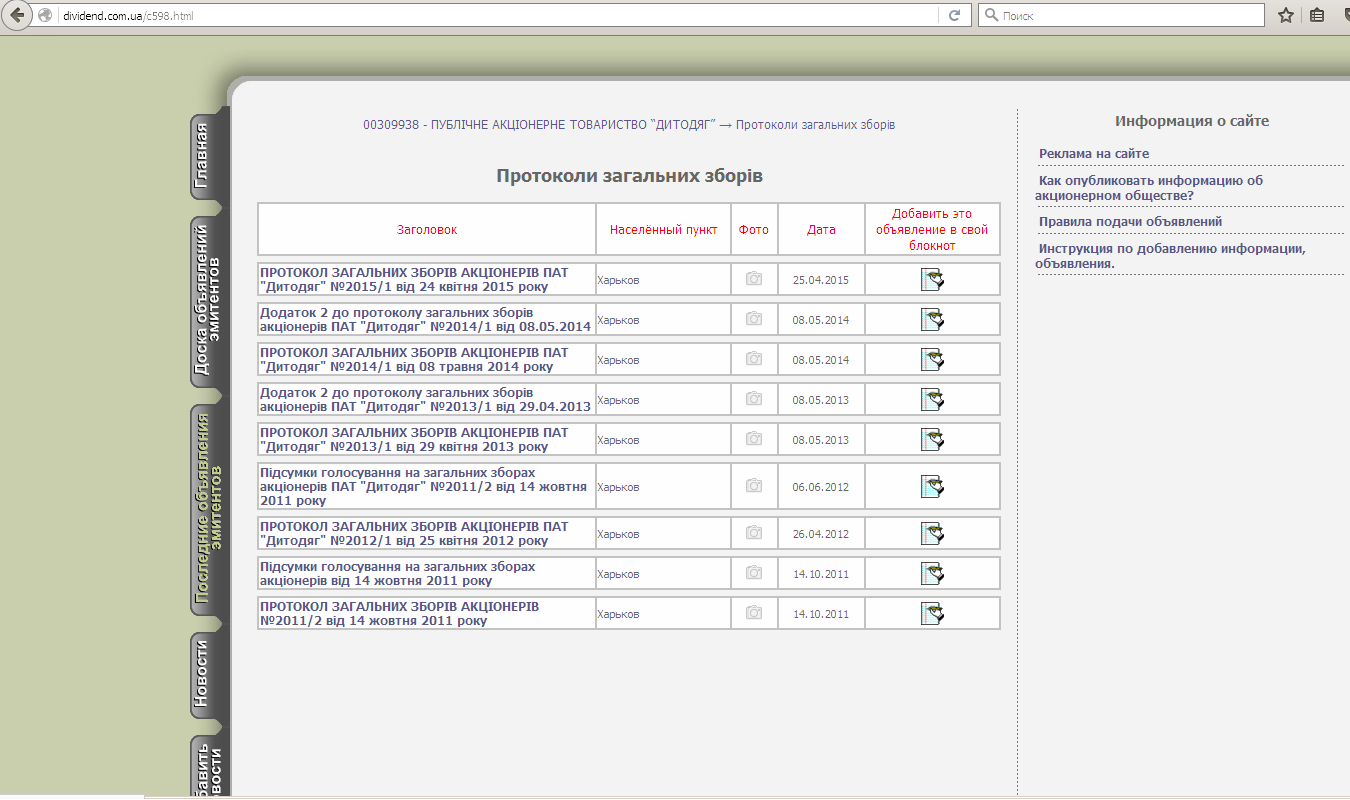 dividend.com.ua/c598.html
Поиск
Главная
Доска объявлений
эмитентов
Последние объявления
эмитентов
Новости
00309938 - ПУБЛІЧНЕ АКЦІОНЕРНЕ ТОВАРИСТВО "ДИТОДЯГ" → Протоколи загальних зборів
Протоколи загальних зборів
Заголовок
Населённый пункт
Фото
Дата
Добавить это
объявление в свой
блокнот
ПРОТОКОЛ ЗАГАЛЬНИХ ЗБОРІВ АКЦІОНЕРІВ ПАТ
"Дитодяг" №2015/1 від 24 квітня 2015 року
Харьков
25.04.2015
Додаток 2 до протоколу загальних зборів
акціонерів ПАТ "Дитодяг" №2014/1 від 08.05.2014
Харьков
08.05.2014
ПРОТОКОЛ ЗАГАЛЬНИХ ЗБОРІВ АКЦІОНЕРІВ ПАТ
"Дитодяг" №2014/1 від 08 травня 2014 року
Харьков
08.05.2014
Додаток 2 до протоколу загальних зборів
акціонерів ПАТ "Дитодяг" №2013/1 від 29.04.2013
Харьков
08.05.2013
ПРОТОКОЛ ЗАГАЛЬНИХ ЗБОРІВ АКЦІОНЕРІВ ПАТ
"Дитодяг" №2013/1 від 29 квітня 2013 року
Харьков
08.05.2013
Підсумки голосування на загальних зборах
акціонерів ПАТ "Дитодяг" №2011/2 від 14 жовтня
2011 року
Харьков
06.06.2012
ПРОТОКОЛ ЗАГАЛЬНИХ ЗБОРІВ АКЦІОНЕРІВ ПАТ
"Дитодяг" №2012/1 від 25 квітня 2012 року
Харьков
26.04.2012
Підсумки голосування на загальних зборах
акціонерів від 14 жовтня 2011 року
Харьков
14.10.2011
ПРОТОКОЛ ЗАГАЛЬНИХ ЗБОРІВ АКЦІОНЕРІВ
№2011/2 від 14 жовтня 2011 року
Харьков
14.10.2011
Информация о сайте
Реклама на сайте
Как опубликовать информацию об
акционерном обществе?
Правила подачи объявлений
Инструкция по добавлению информации,
объявления.